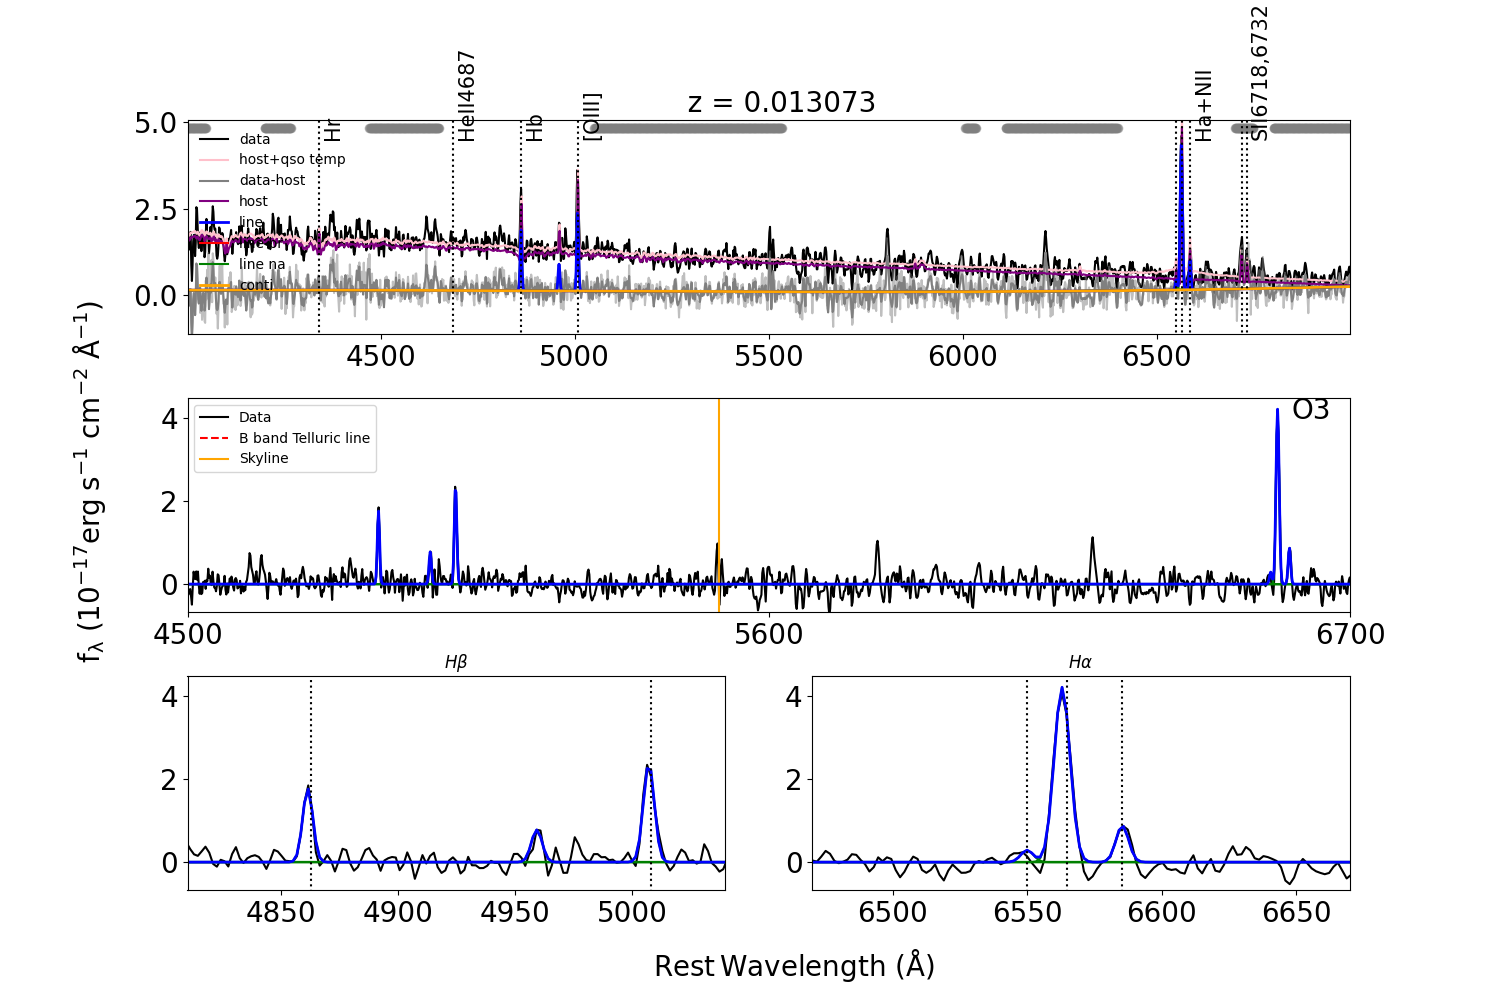 z = 0.013073
Hr
HeII4687
Hb
[OIII]
Ha+NII
SII6718,6732
5.0
2.5
0.0
data
host+qso temp
data-host
host
line
line na
conti
4500 5000 5500 6000 6500
fλ (10⁻¹⁷erg s⁻¹ cm⁻² Å⁻¹)
4
2
0
Data
B band Telluric line
Skyline
O3
4500 5600 6700
Hβ
4
2
0
4850 4900 4950 5000
Hα
4
2
0
6500 6550 6600 6650
Rest Wavelength (Å)